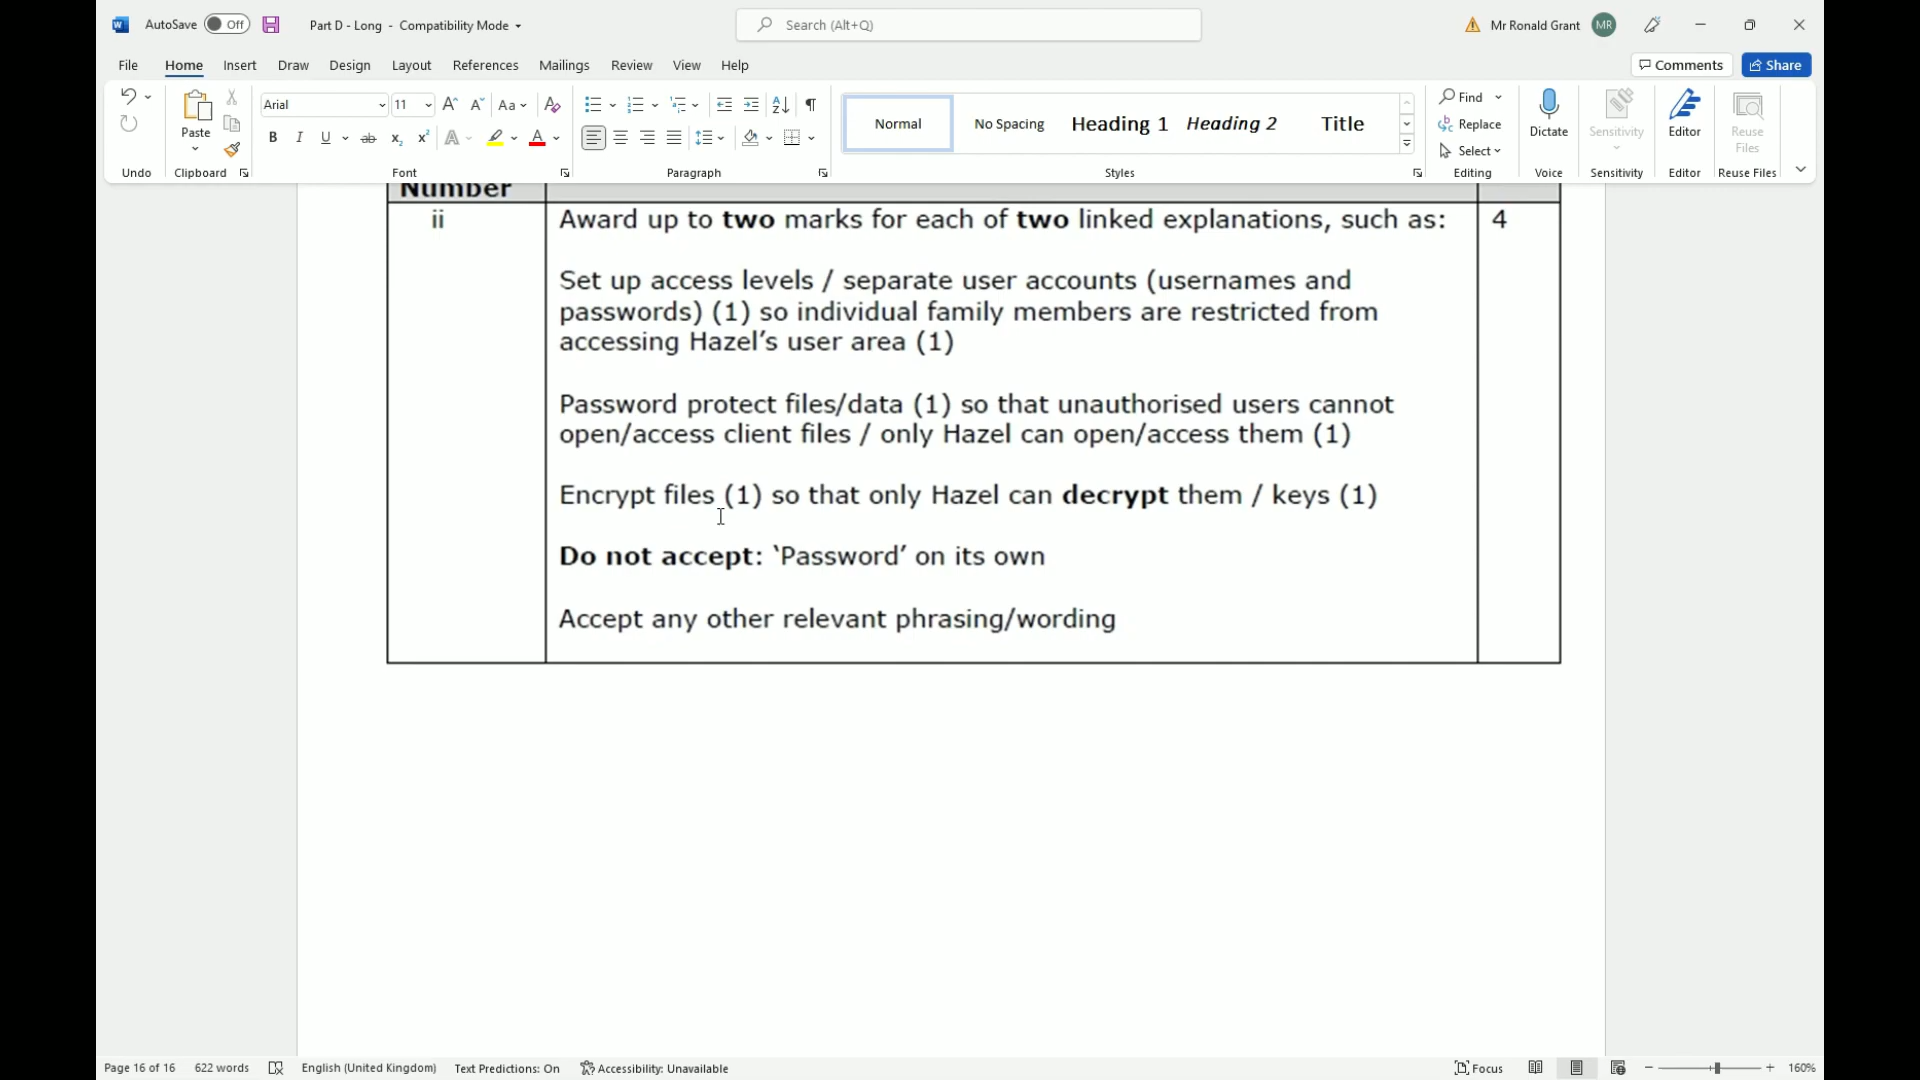 AutoSave Off Part D - Long - Compatibility Mode Search (Alt+Q) Mr Ronald Grant MR
File Home Insert Draw Design Layout References Mailings Review View Help Comments Share
Arial 11 Aa Find
Paste Normal No Spacing Heading 1 Heading 2 Title Replace Dictate Sensitivity Editor Reuse Files
Select
Undo Clipboard Font Paragraph Styles Editing Voice Sensitivity Editor Reuse Files
Number
ii Award up to two marks for each of two linked explanations, such as: 4
Set up access levels / separate user accounts (usernames and
passwords) (1) so individual family members are restricted from
accessing Hazel’s user area (1)
Password protect files/data (1) so that unauthorised users cannot
open/access client files / only Hazel can open/access them (1)
Encrypt files (1) so that only Hazel can decrypt them / keys (1)
Do not accept: ‘Password’ on its own
Accept any other relevant phrasing/wording
Page 16 of 16 622 words English (United Kingdom) Text Predictions: On Accessibility: Unavailable Focus 160%